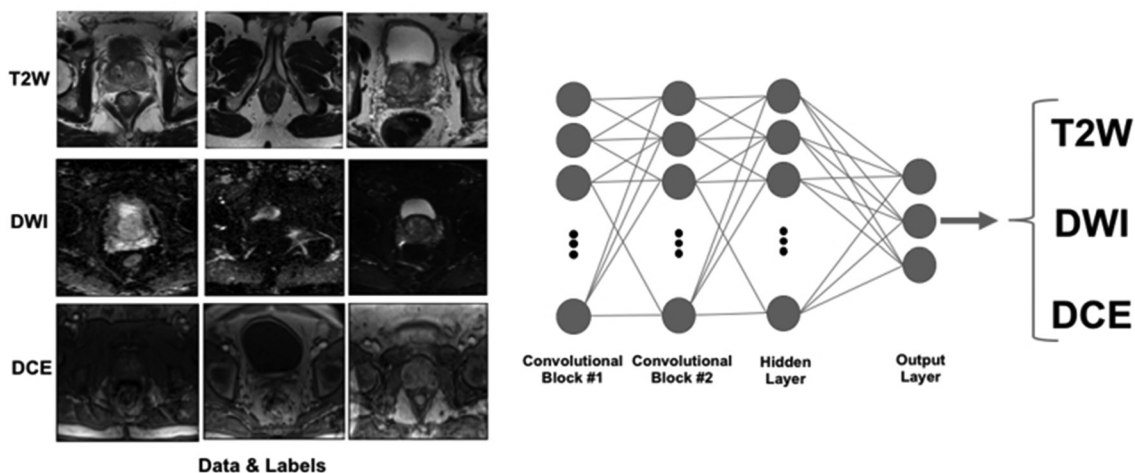 T2W
DWI
DCE
Data & Labels
Convolutional
Block #1
Convolutional
Block #2
Hidden
Layer
Output
Layer
T2W
DWI
DCE